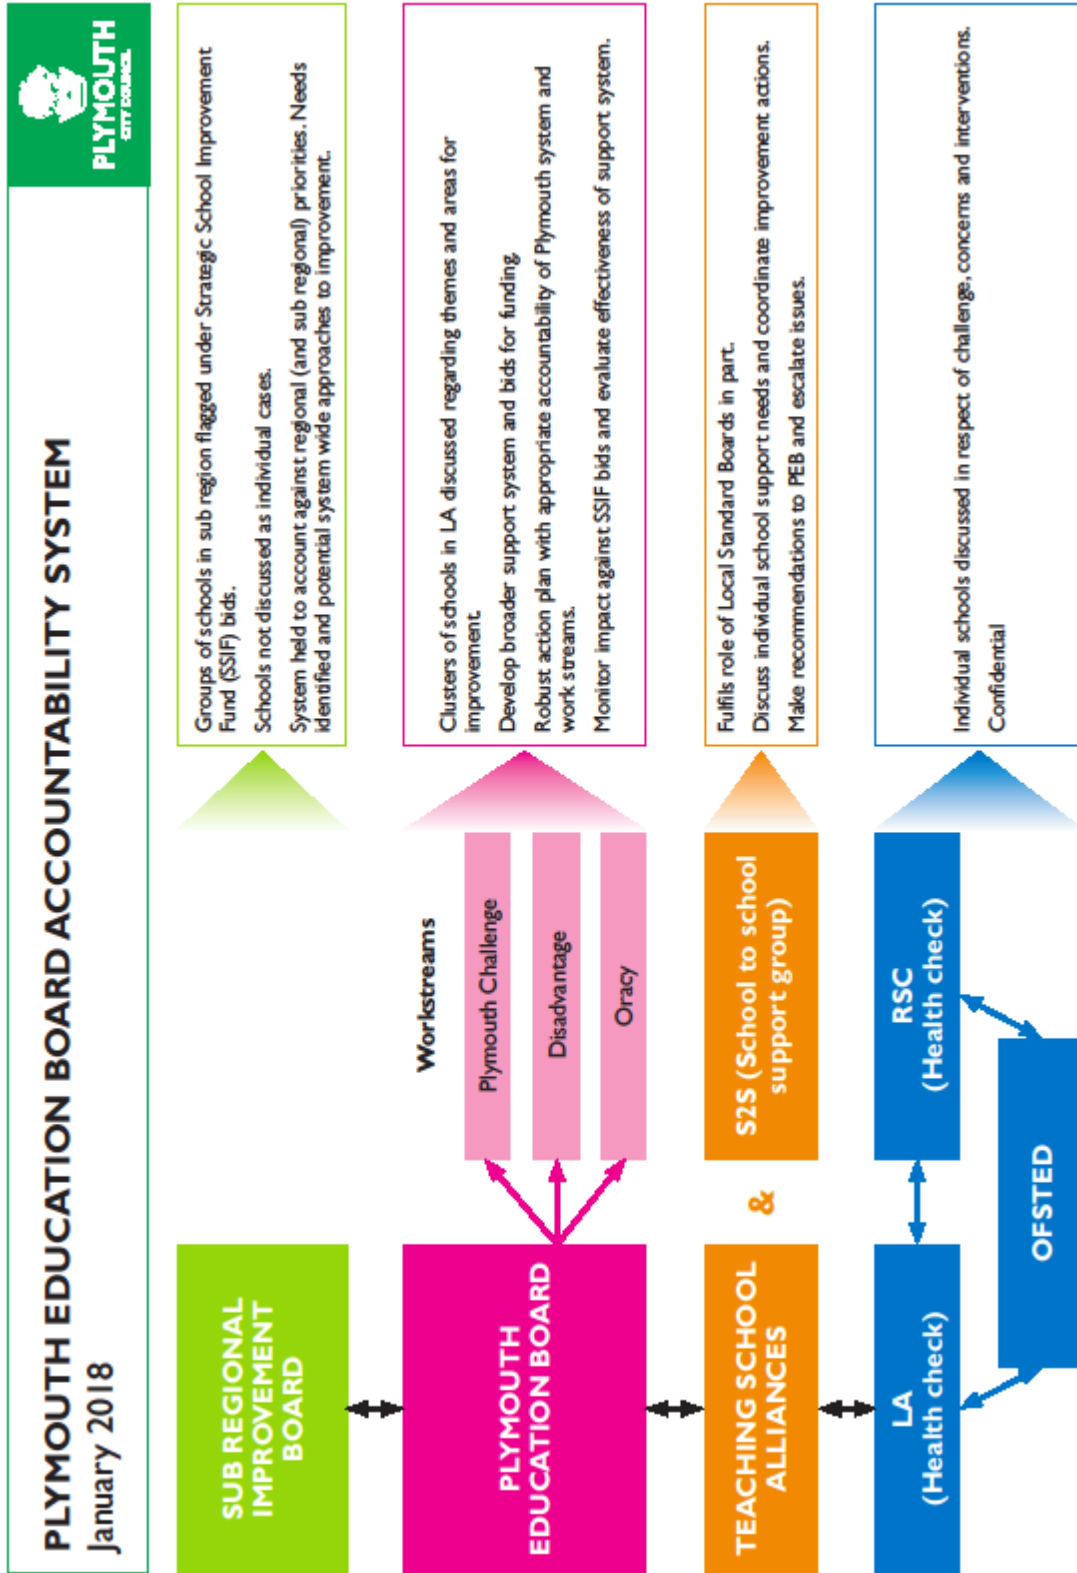 PLYMOUTH EDUCATION BOARD ACCOUNTABILITY SYSTEM
January 2018
PLYMOUTH
CITY COUNCIL
SUB REGIONAL
IMPROVEMENT
BOARD
Groups of schools in sub region flagged under Strategic School Improvement
Fund (SSIF) bids.
Schools not discussed as individual cases.
System held to account against regional (and sub regional) priorities. Needs
identified and potential system wide approaches to improvement.
PLYMOUTH
EDUCATION BOARD
Workstreams
Plymouth Challenge
Disadvantage
Oracy
Clusters of schools in LA discussed regarding themes and areas for
improvement.
Develop broader support system and bids for funding.
Robust action plan with appropriate accountability of Plymouth system and
work streams.
Monitor impact against SSIF bids and evaluate effectiveness of support system.
TEACHING SCHOOL
ALLIANCES
&
S2S (School to school
support group)
Fulfils role of Local Standard Boards in part.
Discuss individual school support needs and coordinate improvement actions.
Make recommendations to PEB and escalate issues.
LA
(Health check)
RSC
(Health check)
OFSTED
Individual schools discussed in respect of challenge, concerns and interventions.
Confidential